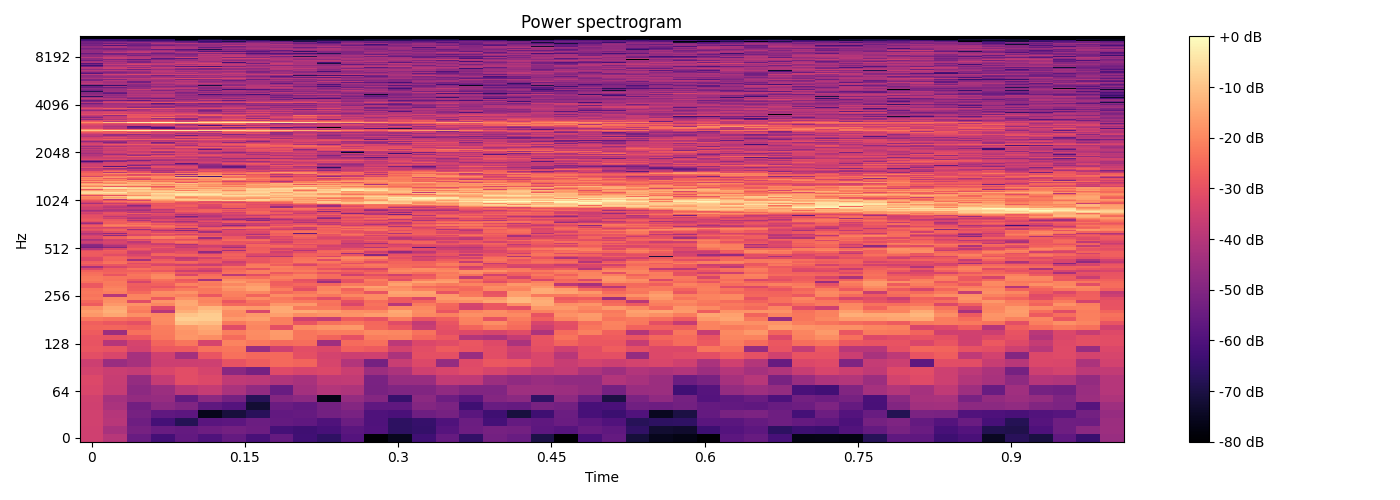 Power spectrogram
Hz
8192
4096
2048
1024
512
256
128
64
0
0 0.15 0.3 0.45 0.6 0.75 0.9
Time
+0 dB
-10 dB
-20 dB
-30 dB
-40 dB
-50 dB
-60 dB
-70 dB
-80 dB